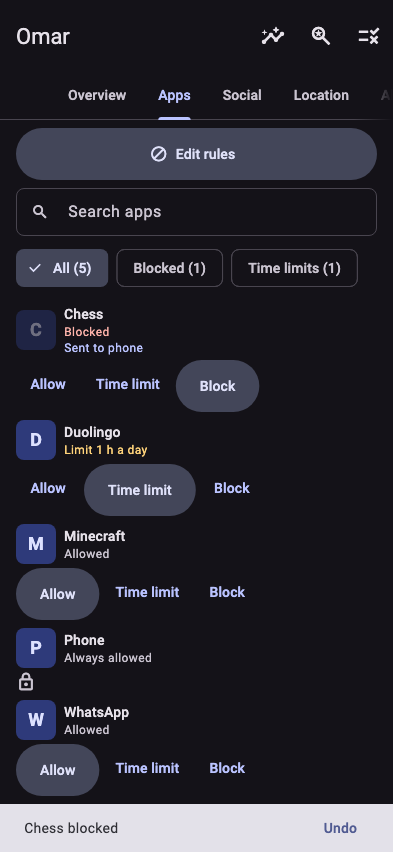 Omar
Overview Apps Social Location A
Edit rules
Search apps
All (5) Blocked (1) Time limits (1)
C
Chess
Blocked
Sent to phone
Allow Time limit Block
D
Duolingo
Limit 1 h a day
Allow Time limit Block
M
Minecraft
Allowed
Allow Time limit Block
P
Phone
Always allowed
W
WhatsApp
Allowed
Allow Time limit Block
Chess blocked Undo